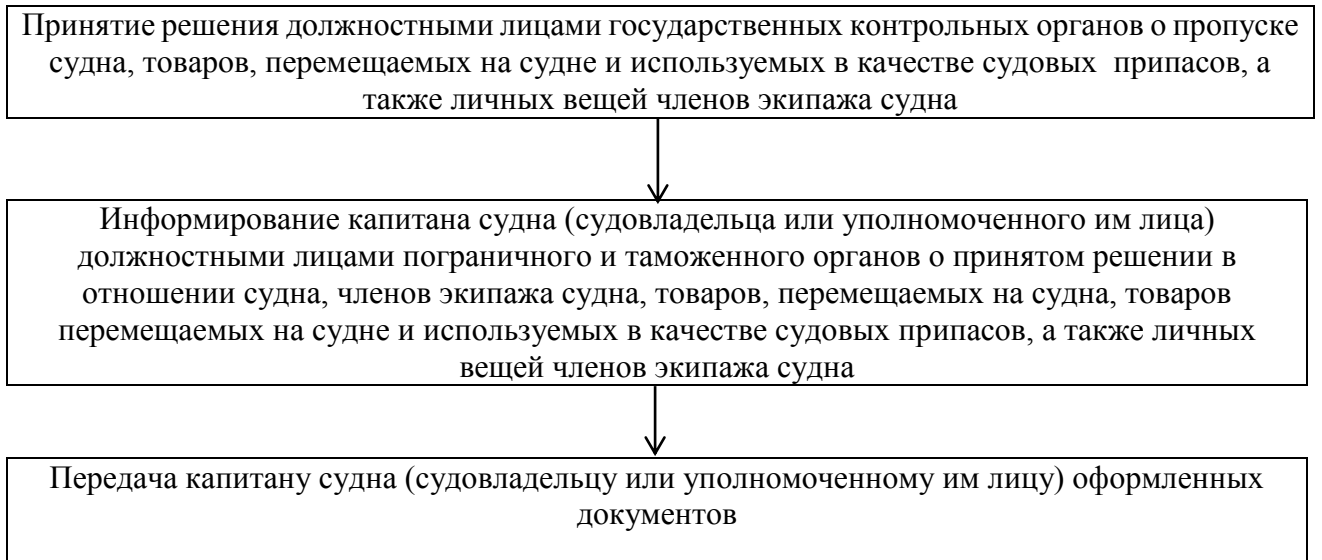 Принятие решения должностными лицами государственных контрольных органов о пропуске
судна, товаров, перемещаемых на судне и используемых в качестве судовых припасов, а
также личных вещей членов экипажа судна
Информирование капитана судна (судовладельца или уполномоченного им лица)
должностными лицами пограничного и таможенного органов о принятом решении в
отношении судна, членов экипажа судна, товаров, перемещаемых на судна, товаров
перемещаемых на судне и используемых в качестве судовых припасов, а также личных
вещей членов экипажа судна
Передача капитану судна (судовладельцу или уполномоченному им лицу) оформленных
документов